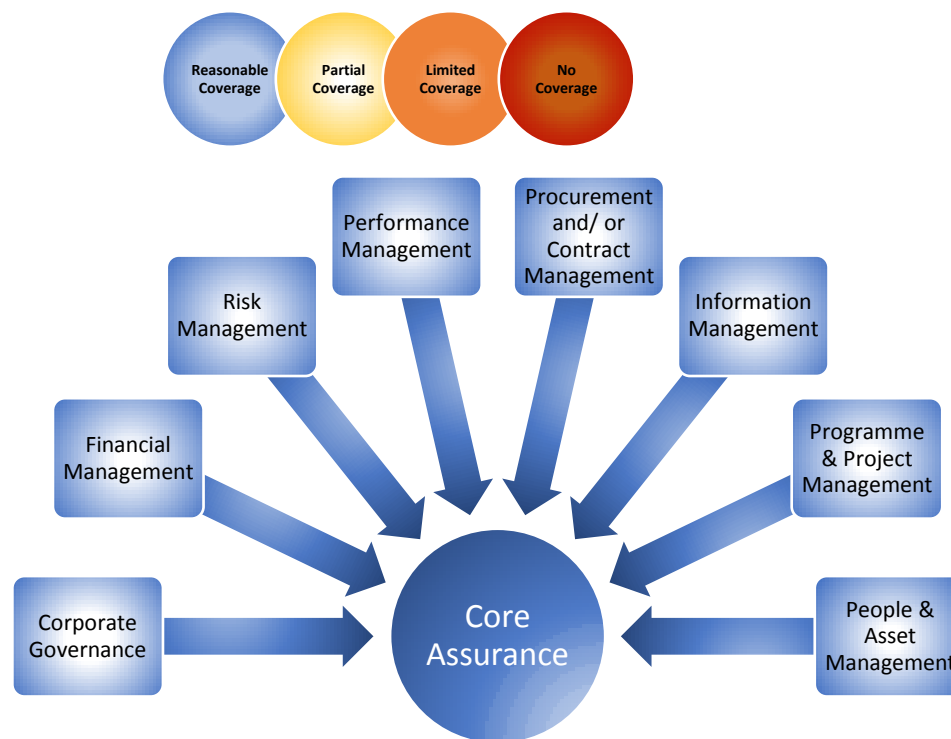 Reasonable
Coverage
Partial
Coverage
Limited
Coverage
No
Coverage
Performance
Management
Procurement
and/ or
Contract
Management
Risk
Management
Information
Management
Financial
Management
Programme
& Project
Management
Corporate
Governance
Core
Assurance
People &
Asset
Management